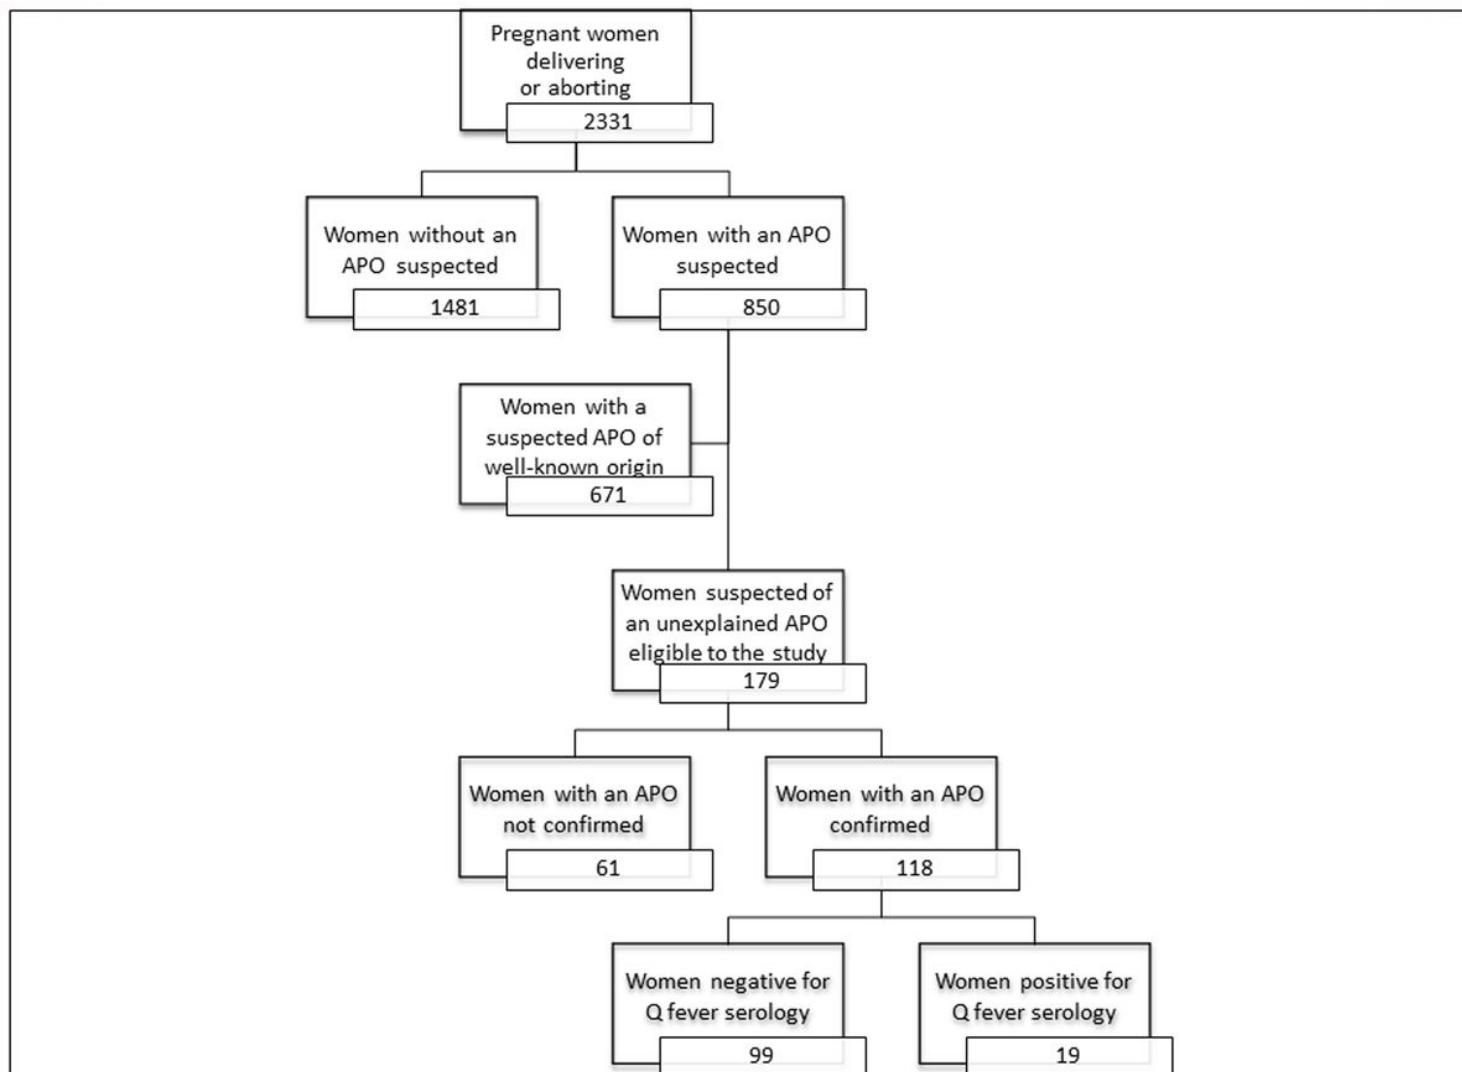 Pregnant women
delivering
or aborting
2331
Women without an
APO suspected
1481
Women with an APO
suspected
850
Women with a
suspected APO of
well-known origin
671
Women suspected of
an unexplained APO
eligible to the study
179
Women with an APO
not confirmed
61
Women with an APO
confirmed
118
Women negative for
Q fever serology
99
Women positive for
Q fever serology
19